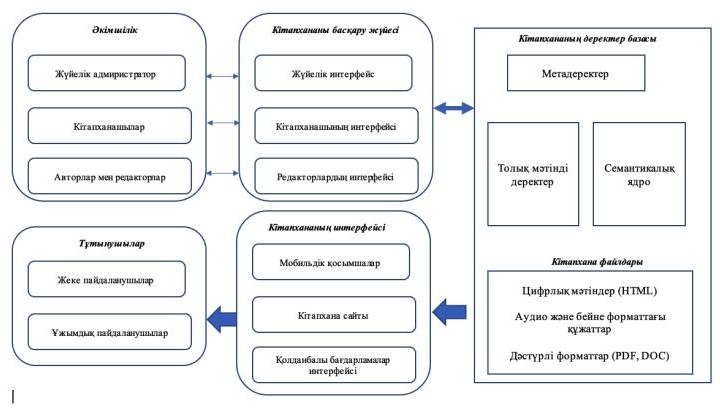 Әкімшілік
Жүйелік адмиристратор
Кітапханашылар
Авторлар мен редакторлар
Кітапхананы басқару жүйесі
Жүйелік интерфейс
Кітапханашының интерфейсі
Редакторлардың интерфейсі
Кітапхананың деректер базасы
Метадеректер
Толық мәтінді
деректер
Семантикалық
ядро
Кітапхана файлдары
Цифрлық мәтіндер (HTML)
Аудио және бейне форматтағы
құжаттар
Дәстүрлі форматтар (PDF, DOC)
Кітапхананың интерфейсі
Мобильдік қосымшалар
Кітапхана сайты
Қолданбалы бағдарламалар
интерфейсі
Тұтынушылар
Жеке пайдаланушылар
Ұжымдық пайдаланушылар